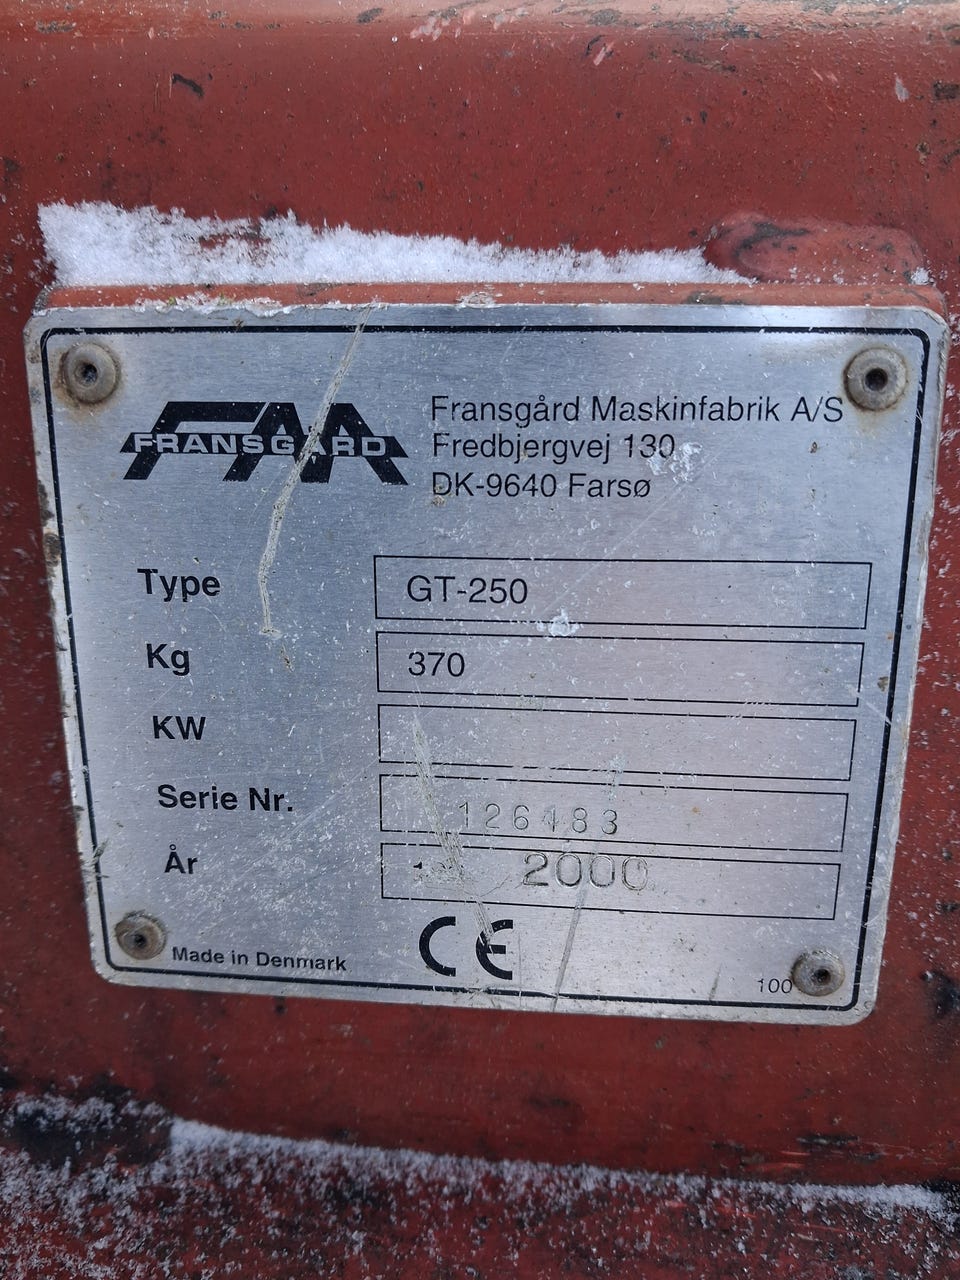 FRANSGÅRD
Fransgård Maskinfabrik A/S
Fredbjergvej 130
DK-9640 Farsø
Type GT-250
Kg 370
KW
Serie Nr. 126483
År 2000
CE
Made in Denmark
100